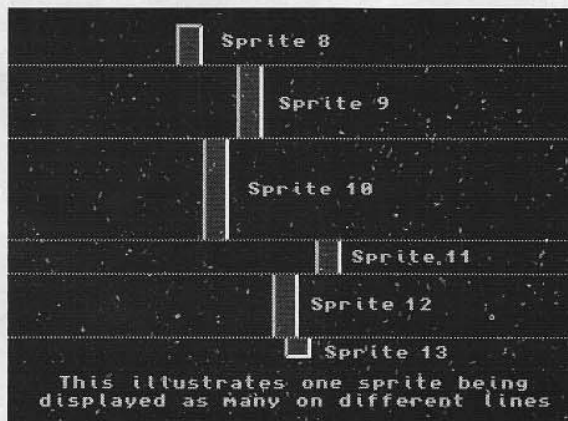 Sprite 8
Sprite 9
Sprite 10
Sprite 11
Sprite 12
Sprite 13
This illustrates one sprite being
displayed as many on different lines